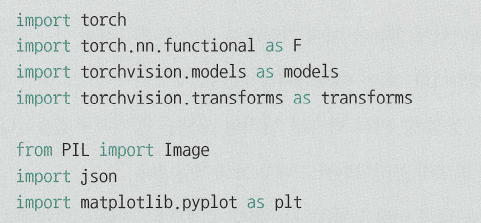 import torch
import torch.nn.functional as F
import torchvision.models as models
import torchvision.transforms as transforms

from PIL import Image
import json
import matplotlib.pyplot as plt